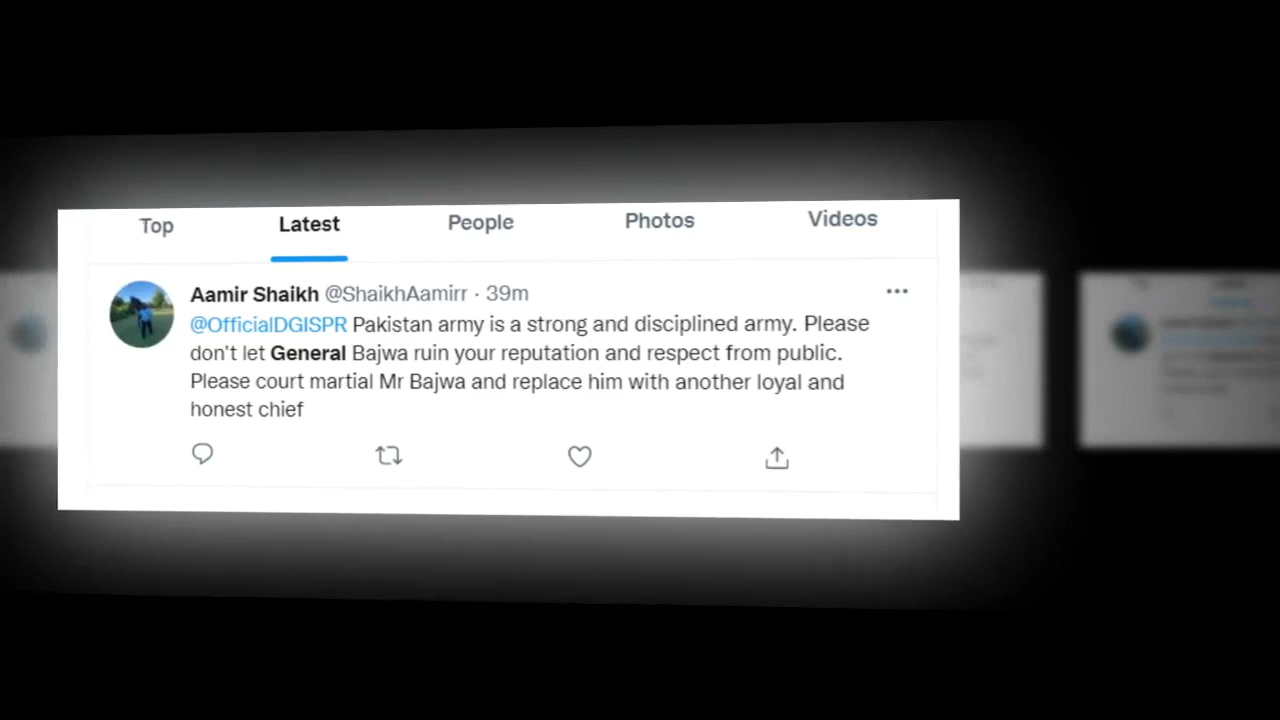 Top Latest People Photos Videos
Aamir Shaikh @ShaikhAamirr · 39m
@OfficialDGISPR Pakistan army is a strong and disciplined army. Please
don't let General Bajwa ruin your reputation and respect from public.
Please court martial Mr Bajwa and replace him with another loyal and
honest chief